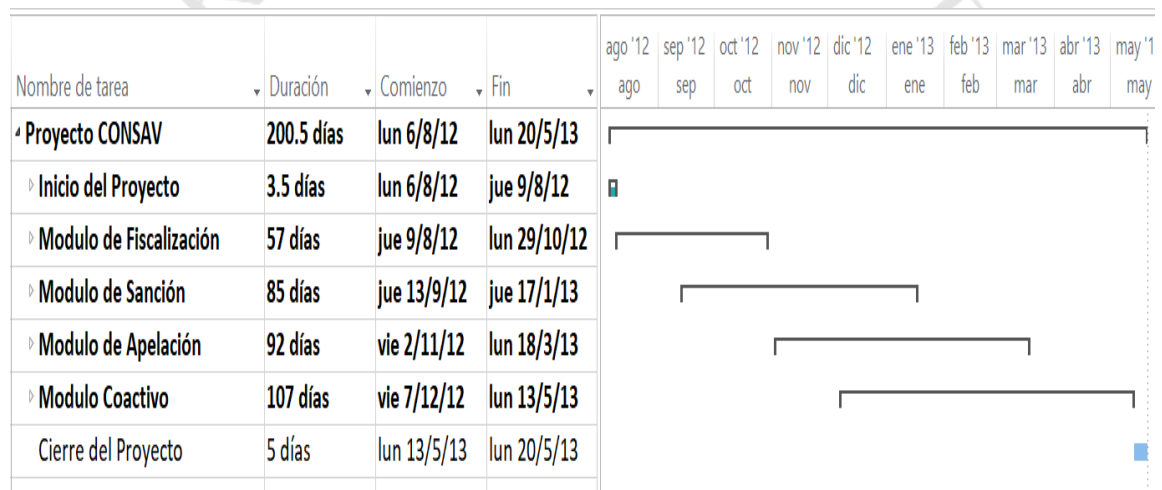 ago '12 sep '12 oct '12 nov '12 dic '12 ene '13 feb '13 mar '13 abr '13 may '1
Nombre de tarea Duración Comienzo Fin ago sep oct nov dic ene feb mar abr may
Proyecto CONSAV 200.5 días lun 6/8/12 lun 20/5/13
Inicio del Proyecto 3.5 días lun 6/8/12 jue 9/8/12
Modulo de Fiscalización 57 días jue 9/8/12 lun 29/10/12
Modulo de Sanción 85 días jue 13/9/12 jue 17/1/13
Modulo de Apelación 92 días vie 2/11/12 lun 18/3/13
Modulo Coactivo 107 días vie 7/12/12 lun 13/5/13
Cierre del Proyecto 5 días lun 13/5/13 lun 20/5/13